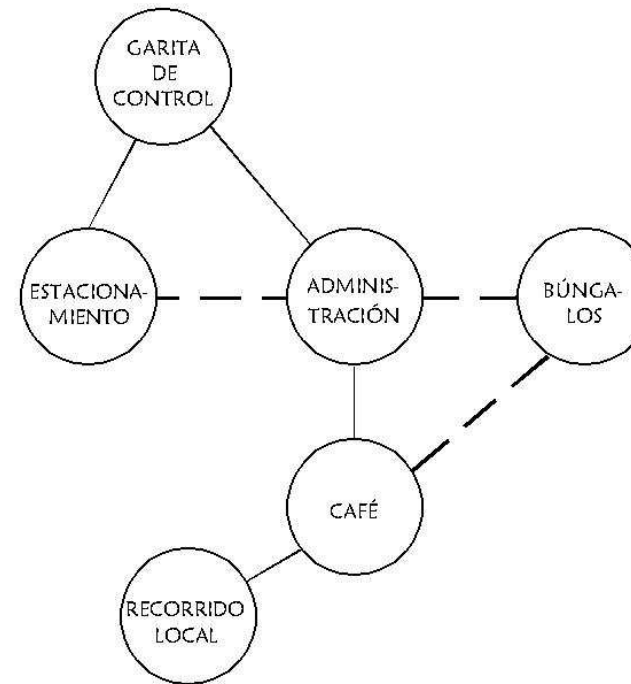 GARITA
DE
CONTROL
ESTACIONA-
MIENTO
ADMINIS-
TRACIÓN
BÚNGA-
LOS
CAFÉ
RECORRIDO
LOCAL